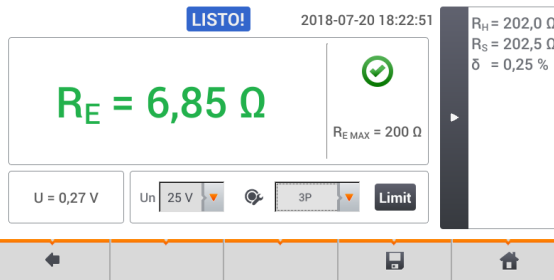 LISTO!
2018-07-20 18:22:51
RE = 6,85 Ω
RE MAX = 200 Ω
U = 0,27 V
Un 25 V 3P Limit
RH = 202,0 Ω
RS = 202,5 Ω
δ = 0,25 %